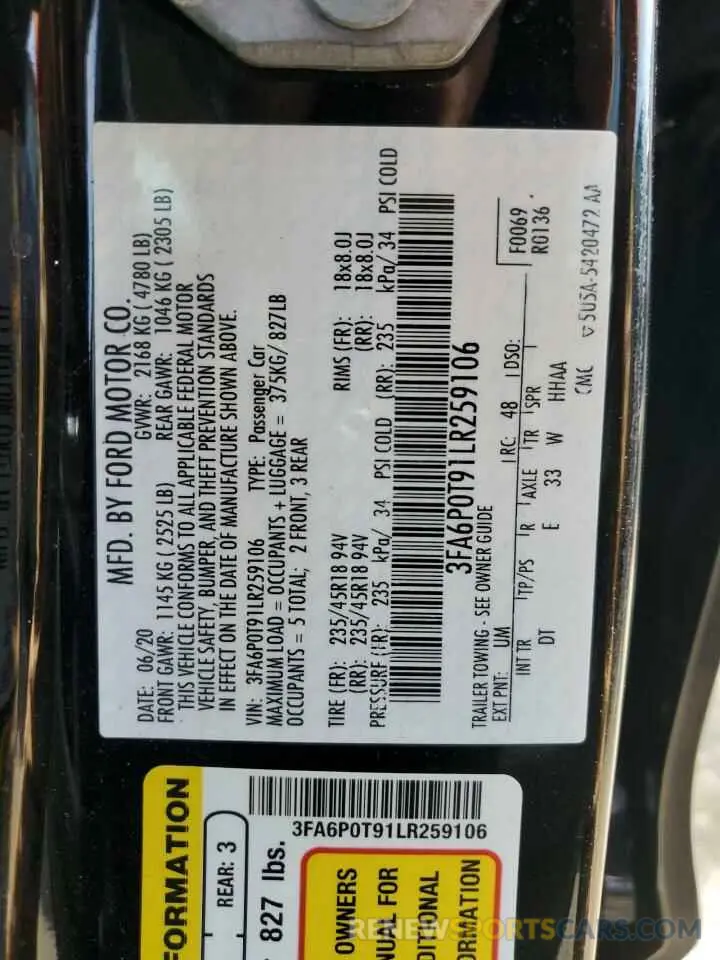 MFD. BY FORD MOTOR CO.
DATE: 06/20 GVWR: 2168 KG ( 4780 LB)
FRONT GAWR: 1145 KG ( 2525 LB) REAR GAWR: 1046 KG ( 2305 LB)
THIS VEHICLE CONFORMS TO ALL APPLICABLE FEDERAL MOTOR
VEHICLE SAFETY, BUMPER, AND THEFT PREVENTION STANDARDS
IN EFFECT ON THE DATE OF MANUFACTURE SHOWN ABOVE.
VIN: 3FA6P0T91LR259106 TYPE: Passenger Car
MAXIMUM LOAD = OCCUPANTS + LUGGAGE = 375KG/ 827LB
OCCUPANTS = 5 TOTAL; 2 FRONT, 3 REAR
TIRE (FR): 235/45R18 94V RIMS (FR): 18x8.0J
(RR): 235/45R18 94V (RR): 18x8.0J
PRESSURE (FR): 235 kPa/ 34 PSI COLD (RR): 235 kPa/ 34 PSI COLD
3FA6P0T91LR259106
TRAILER TOWING - SEE OWNER GUIDE
F0069
R0136
EXT PNT: UM RC: 48 DSO:
INT TR TP/PS R AXLE TR SPR
DT E 33 W HHAA
CMC ▽ 5U5A-5420472 AA
FORMATION
REAR: 3
827 lbs.
3FA6P0T91LR259106
OWNERS
NUAL FOR
DITIONAL
ORMATION
RENEWSPORTSCARS.COM